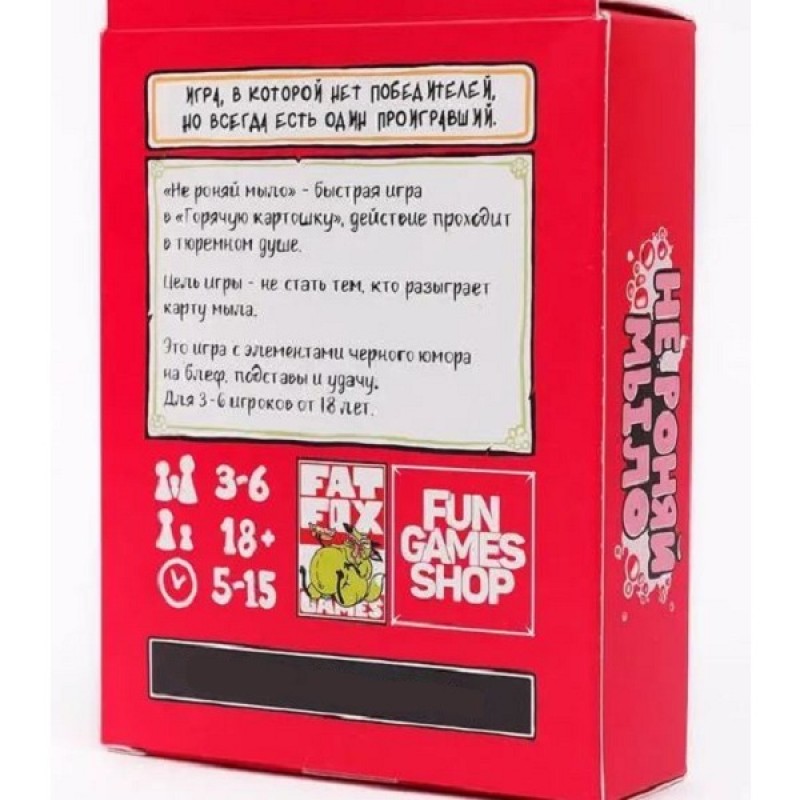 ИГРА, В КОТОРОЙ НЕТ ПОБЕДИТЕЛЕЙ,
НО ВСЕГДА ЕСТЬ ОДИН ПРОИГРАВШИЙ.
«Не роняй мыло» - быстрая игра
в «Горячую картошку», действие проходит
в тюремном душе.
Цель игры - не стать тем, кто разыграет
карту мыла.
Это игра с элементами черного юмора
на блеф, подставы и удачу.
Для 3-6 игроков от 18 лет.
3-6
18+
5-15
FAT
FOX
GAMES
FUN
GAMES
SHOP
НЕ РОНЯЙ
МЫЛО